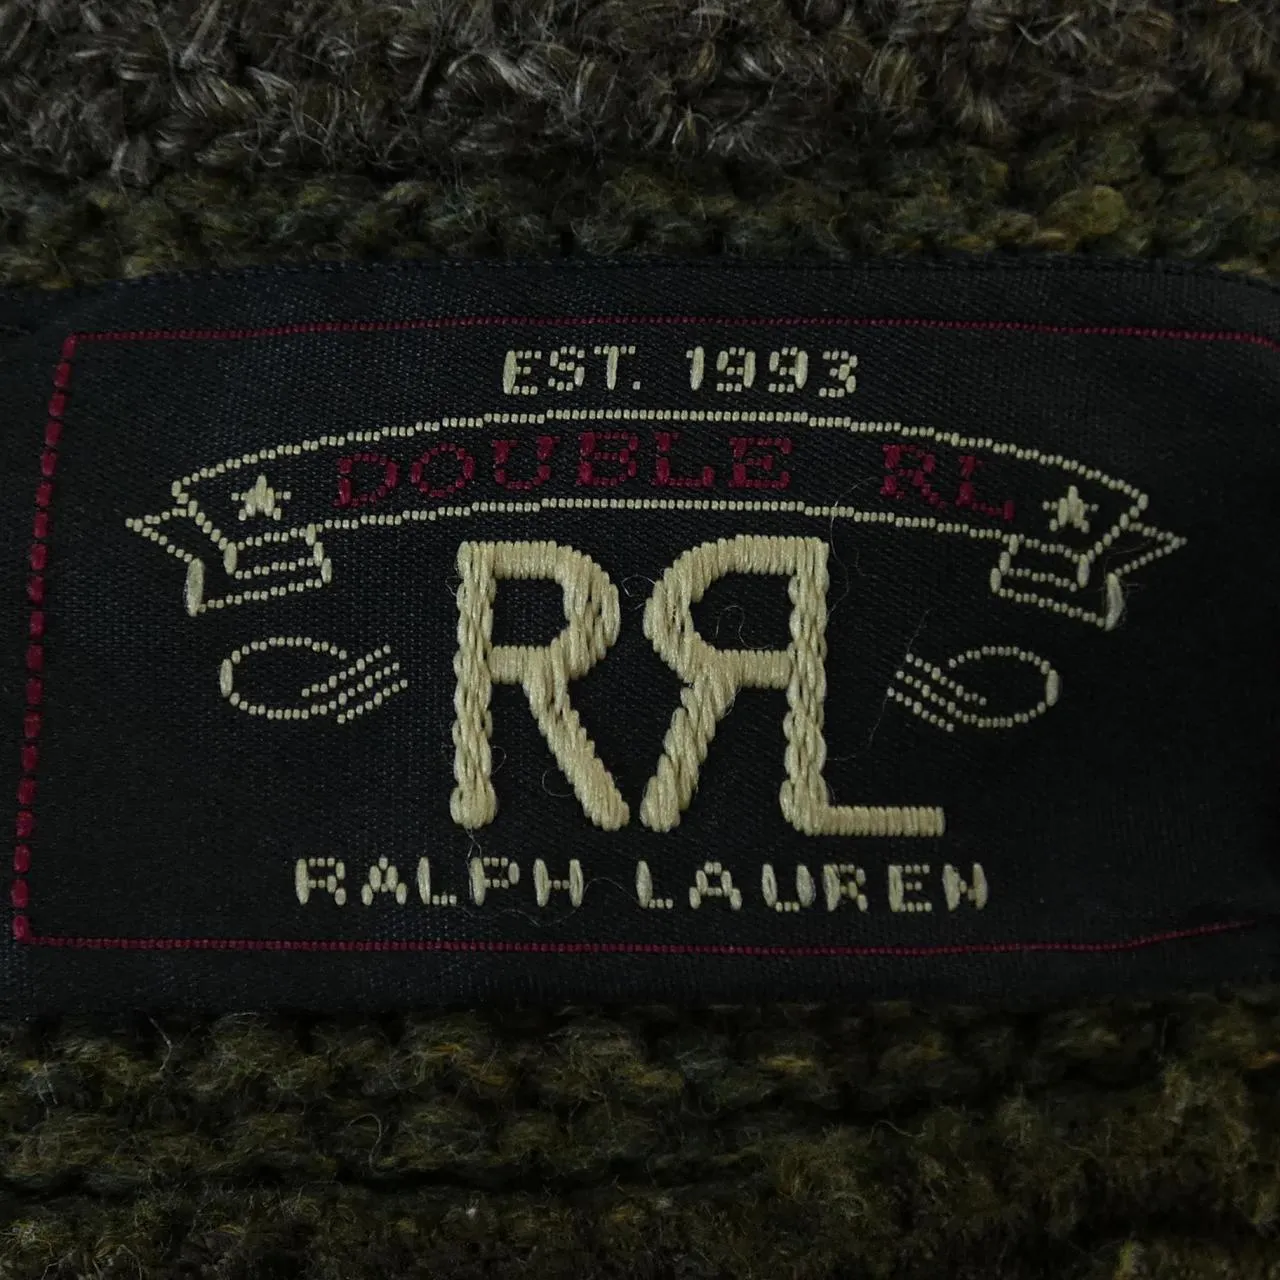 EST. 1993
DOUBLE RL
RRL
RALPH LAUREN